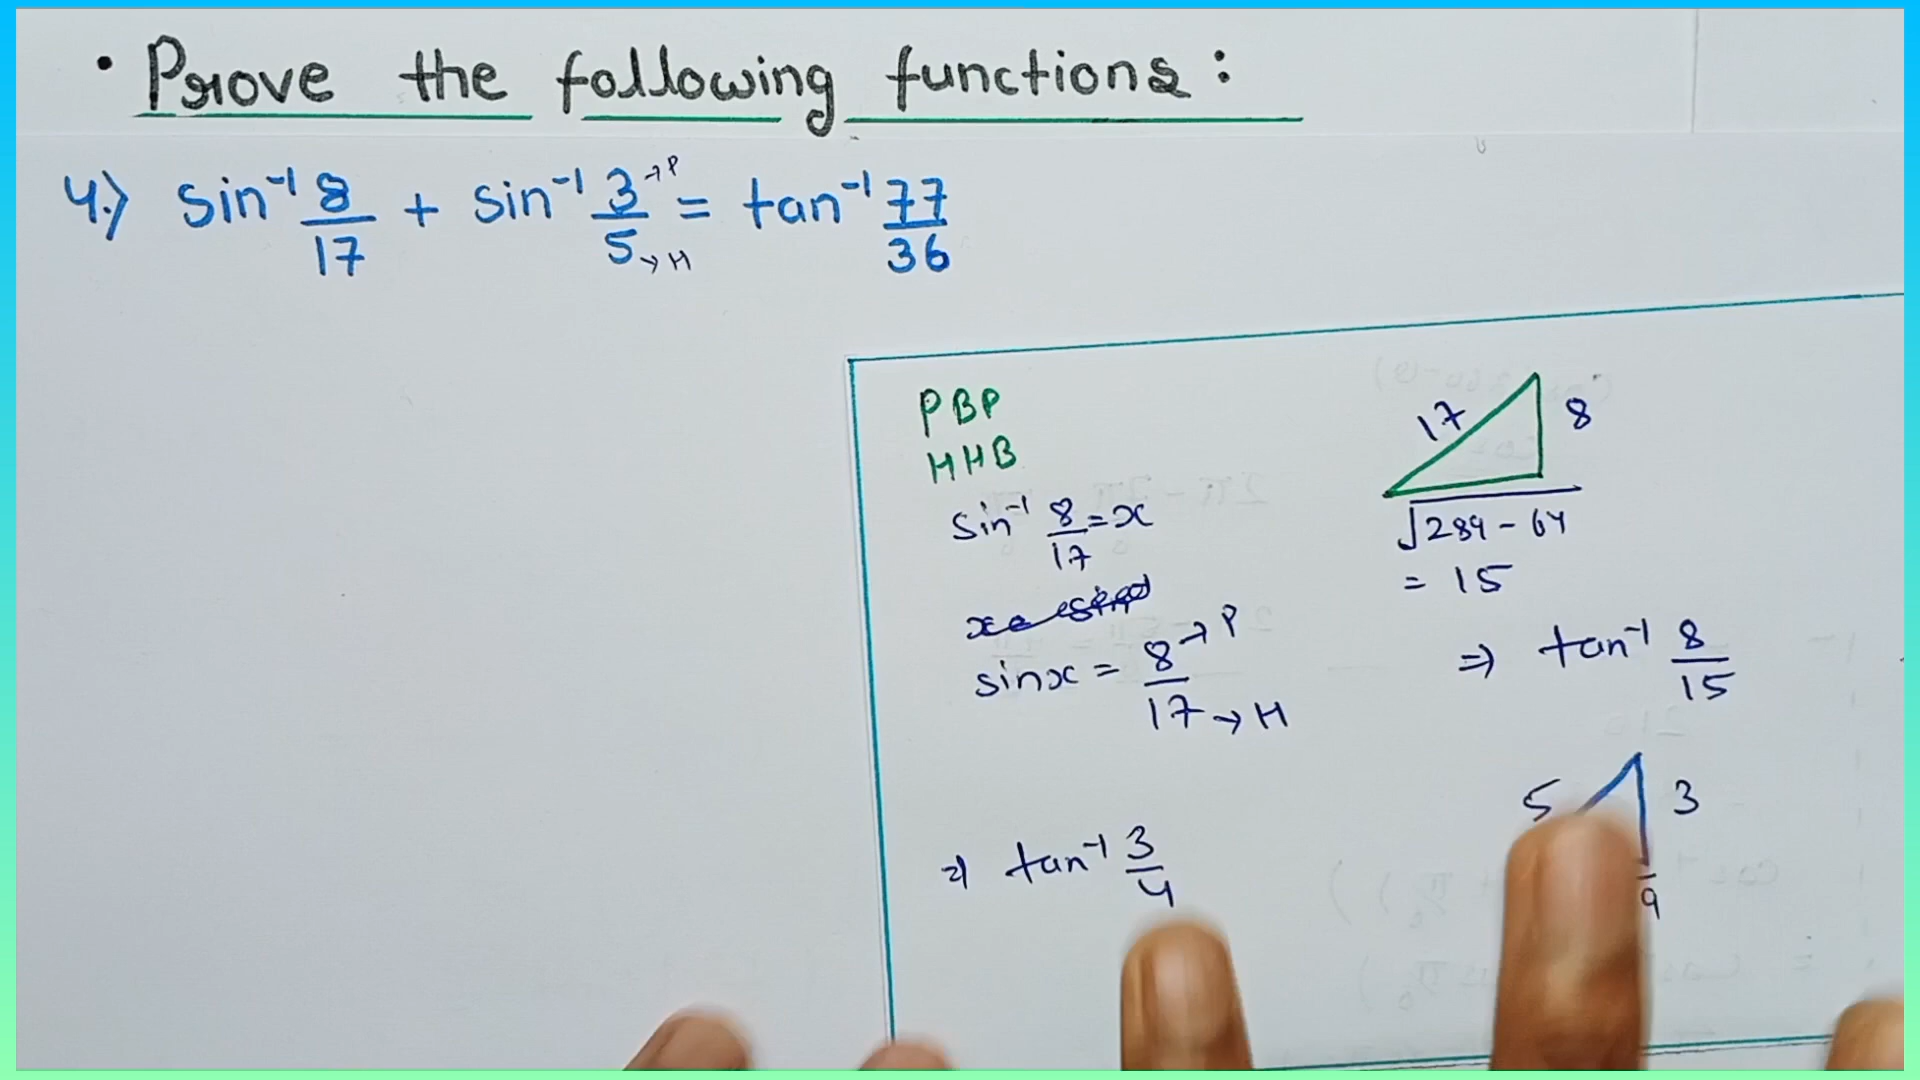 • Prove the following functions:
4.) sin⁻¹ 8/17 + sin⁻¹ 3→P/5→H = tan⁻¹ 77/36
PBP
HHB
sin⁻¹ 8/17 = x
sinx = 8→P/17→H
⇒ tan⁻¹ 3/4
17
8
√289-64
= 15
⇒ tan⁻¹ 8/15
5
3
9